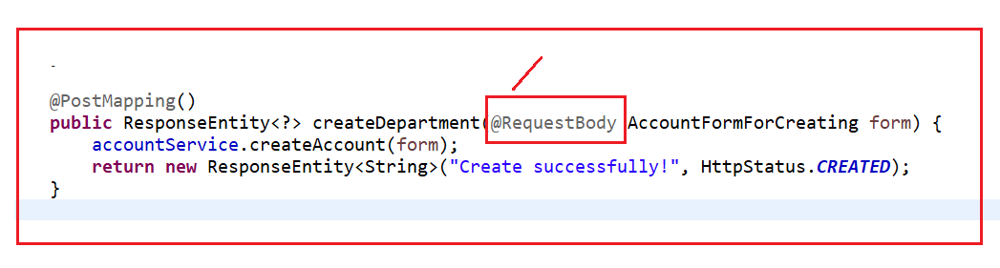 @PostMapping()
public ResponseEntity<?> createDepartment(@RequestBody AccountFormForCreating form) {
accountService.createAccount(form);
return new ResponseEntity<String>("Create successfully!", HttpStatus.CREATED);
}